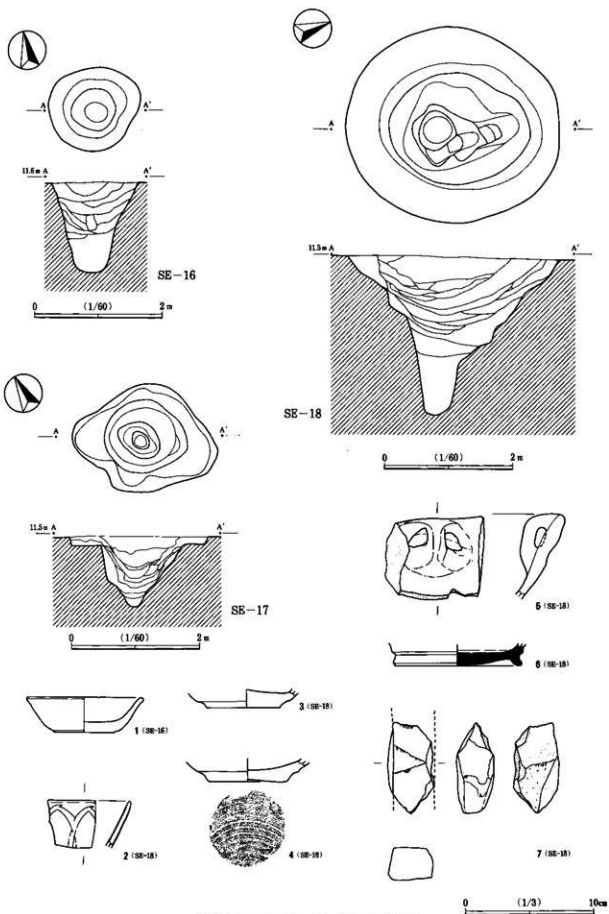 A A'
11.6m A A'
SE-16
0 (1/60) 2m
A A'
11.5m A A'
SE-18
0 (1/60) 2m
A A'
11.5m A A'
SE-17
0 (1/60) 2m
5 (SE-18)
6 (SE-18)
1 (SE-16)
3 (SE-18)
2 (SE-18)
4 (SE-18)
7 (SE-18)
0 (1/3) 10cm